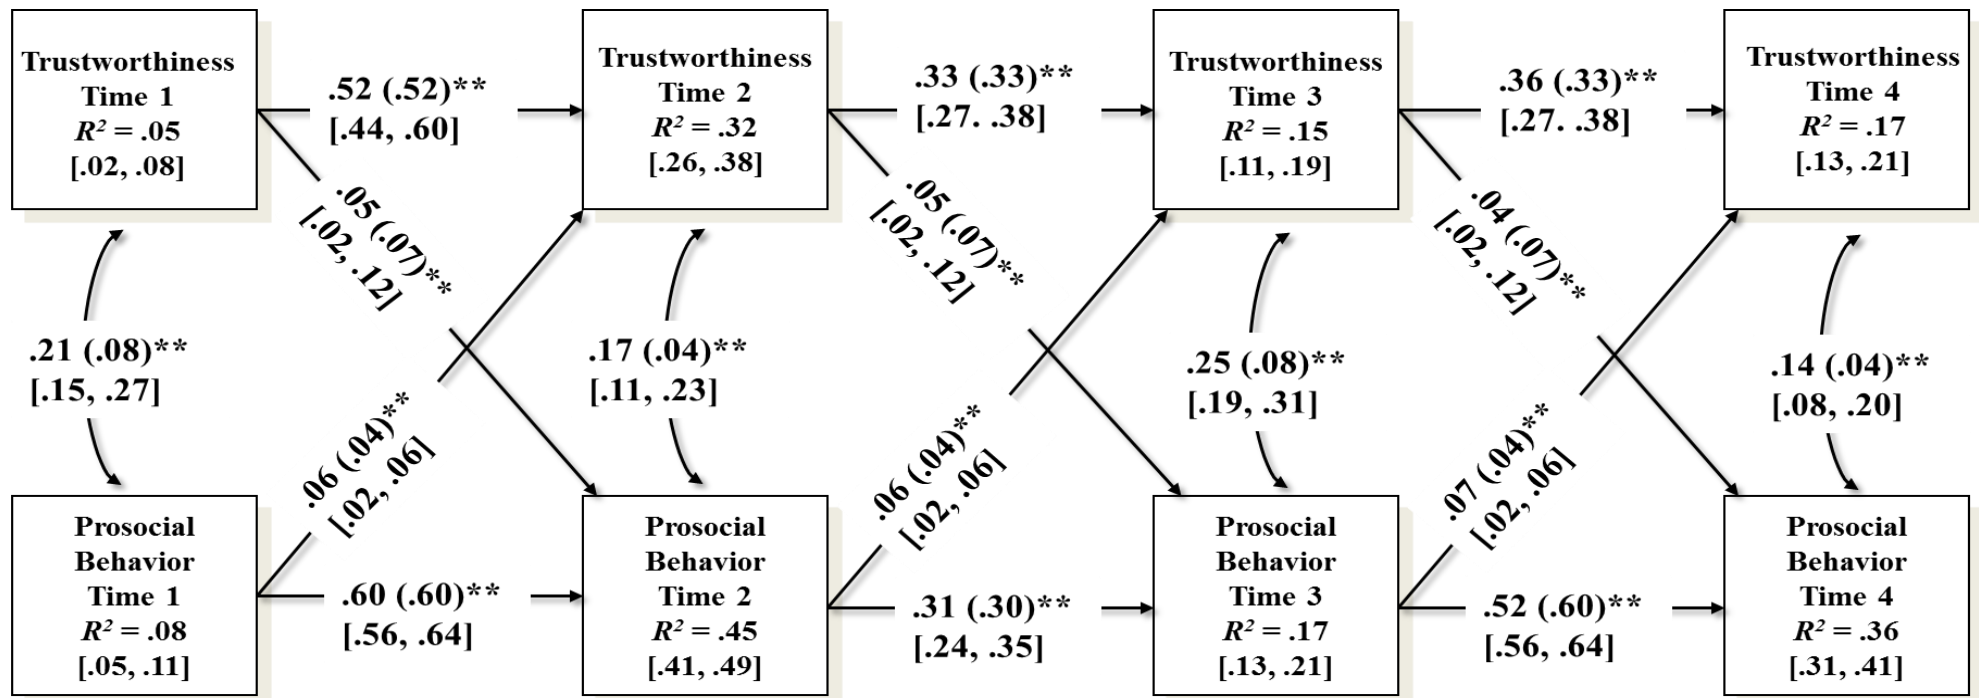 Trustworthiness
Time 1
R² = .05
[.02, .08]
.52 (.52)**
[.44, .60]
Trustworthiness
Time 2
R² = .32
[.26, .38]
.33 (.33)**
[.27. .38]
Trustworthiness
Time 3
R² = .15
[.11, .19]
.36 (.33)**
[.27. .38]
Trustworthiness
Time 4
R² = .17
[.13, .21]
.05 (.07)**
[.02, .12]
.05 (.07)**
[.02, .12]
.04 (.07)**
[.02, .12]
.21 (.08)**
[.15, .27]
.17 (.04)**
[.11, .23]
.25 (.08)**
[.19, .31]
.14 (.04)**
[.08, .20]
.06 (.04)**
[.02, .06]
.06 (.04)**
[.02, .06]
.07 (.04)**
[.02, .06]
Prosocial
Behavior
Time 1
R² = .08
[.05, .11]
.60 (.60)**
[.56, .64]
Prosocial
Behavior
Time 2
R² = .45
[.41, .49]
.31 (.30)**
[.24, .35]
Prosocial
Behavior
Time 3
R² = .17
[.13, .21]
.52 (.60)**
[.56, .64]
Prosocial
Behavior
Time 4
R² = .36
[.31, .41]